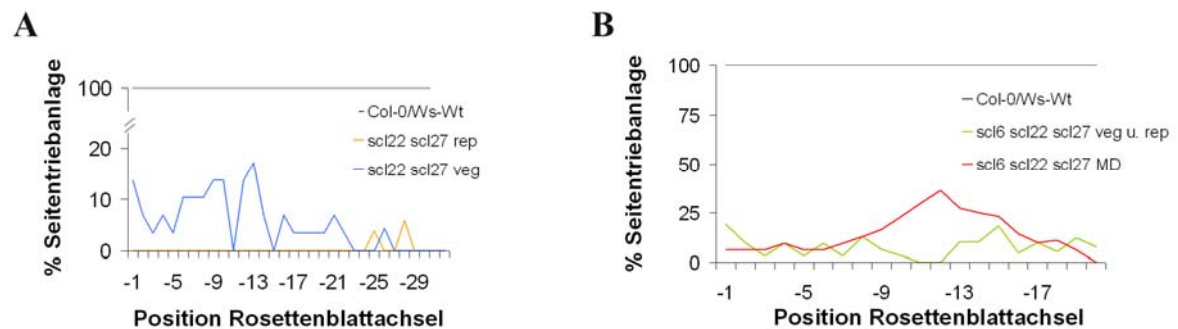 A
% Seitentriebanlage
100
20
10
0
-Col-0/Ws-Wt
scl22 scl27 rep
scl22 scl27 veg
-1 -5 -9 -13 -17 -21 -25 -29
Position Rosettenblattachsel
B
% Seitentriebanlage
100
75
50
25
0
Col-0/Ws-Wt
scl6 scl22 scl27 veg u. rep
scl6 scl22 scl27 MD
-1 -5 -9 -13 -17
Position Rosettenblattachsel